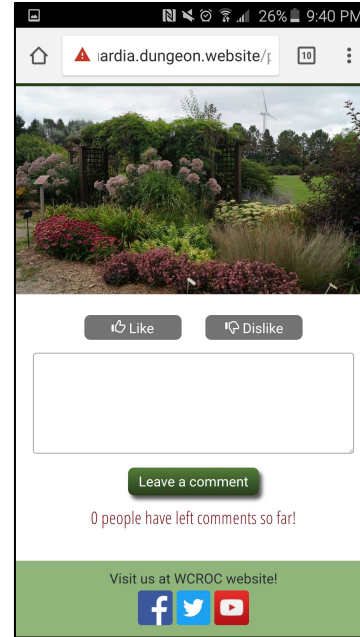 26% 9:40 PM
ardia.dungeon.website/p
10
Like
Dislike
Leave a comment
0 people have left comments so far!
Visit us at WCROC website!